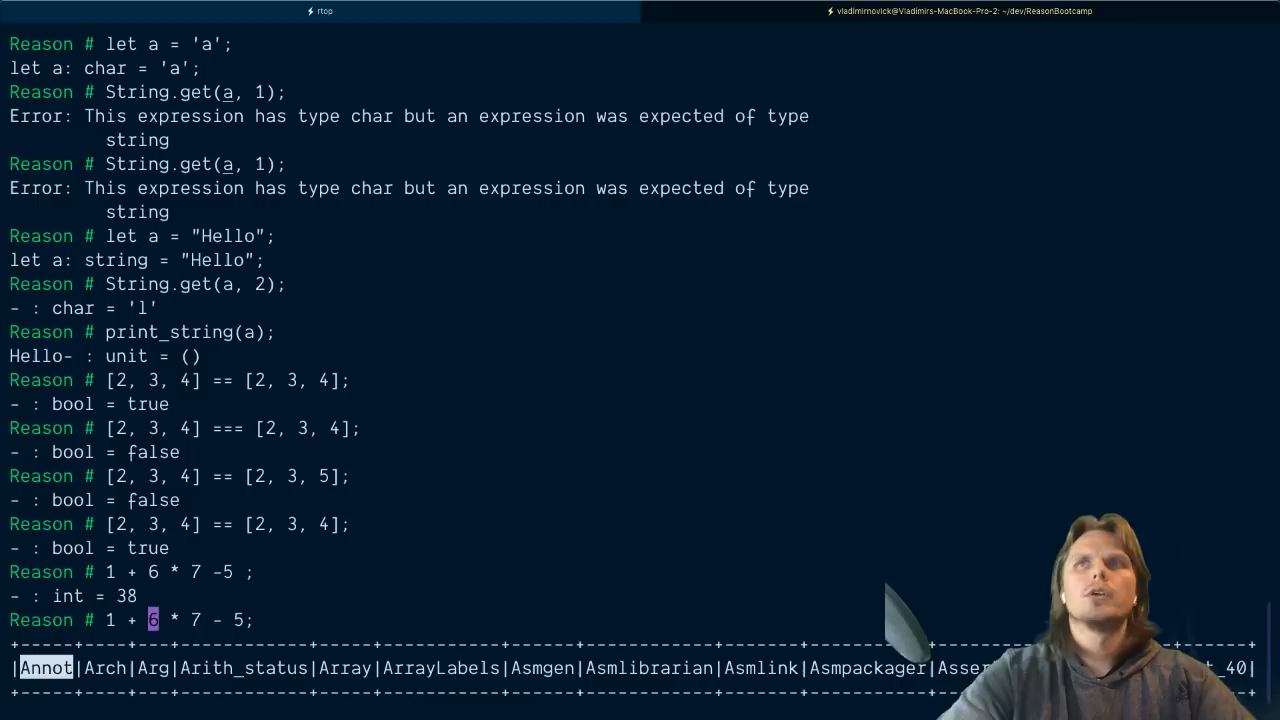 ⚡ rtop
⚡ vladimirnovick@Vladimirs-MacBook-Pro-2: ~/dev/ReasonBootcamp
Reason # let a = 'a';
let a: char = 'a';
Reason # String.get(a, 1);
Error: This expression has type char but an expression was expected of type
string
Reason # String.get(a, 1);
Error: This expression has type char but an expression was expected of type
string
Reason # let a = "Hello";
let a: string = "Hello";
Reason # String.get(a, 2);
- : char = 'l'
Reason # print_string(a);
Hello- : unit = ()
Reason # [2, 3, 4] == [2, 3, 4];
- : bool = true
Reason # [2, 3, 4] === [2, 3, 4];
- : bool = false
Reason # [2, 3, 4] == [2, 3, 5];
- : bool = false
Reason # [2, 3, 4] == [2, 3, 4];
- : bool = true
Reason # 1 + 6 * 7 -5 ;
- : int = 38
Reason # 1 + 6 * 7 - 5;
|Annot|Arch|Arg|Arith_status|Array|ArrayLabels|Asmgen|Asmlibrarian|Asmlink|Asmpackager|